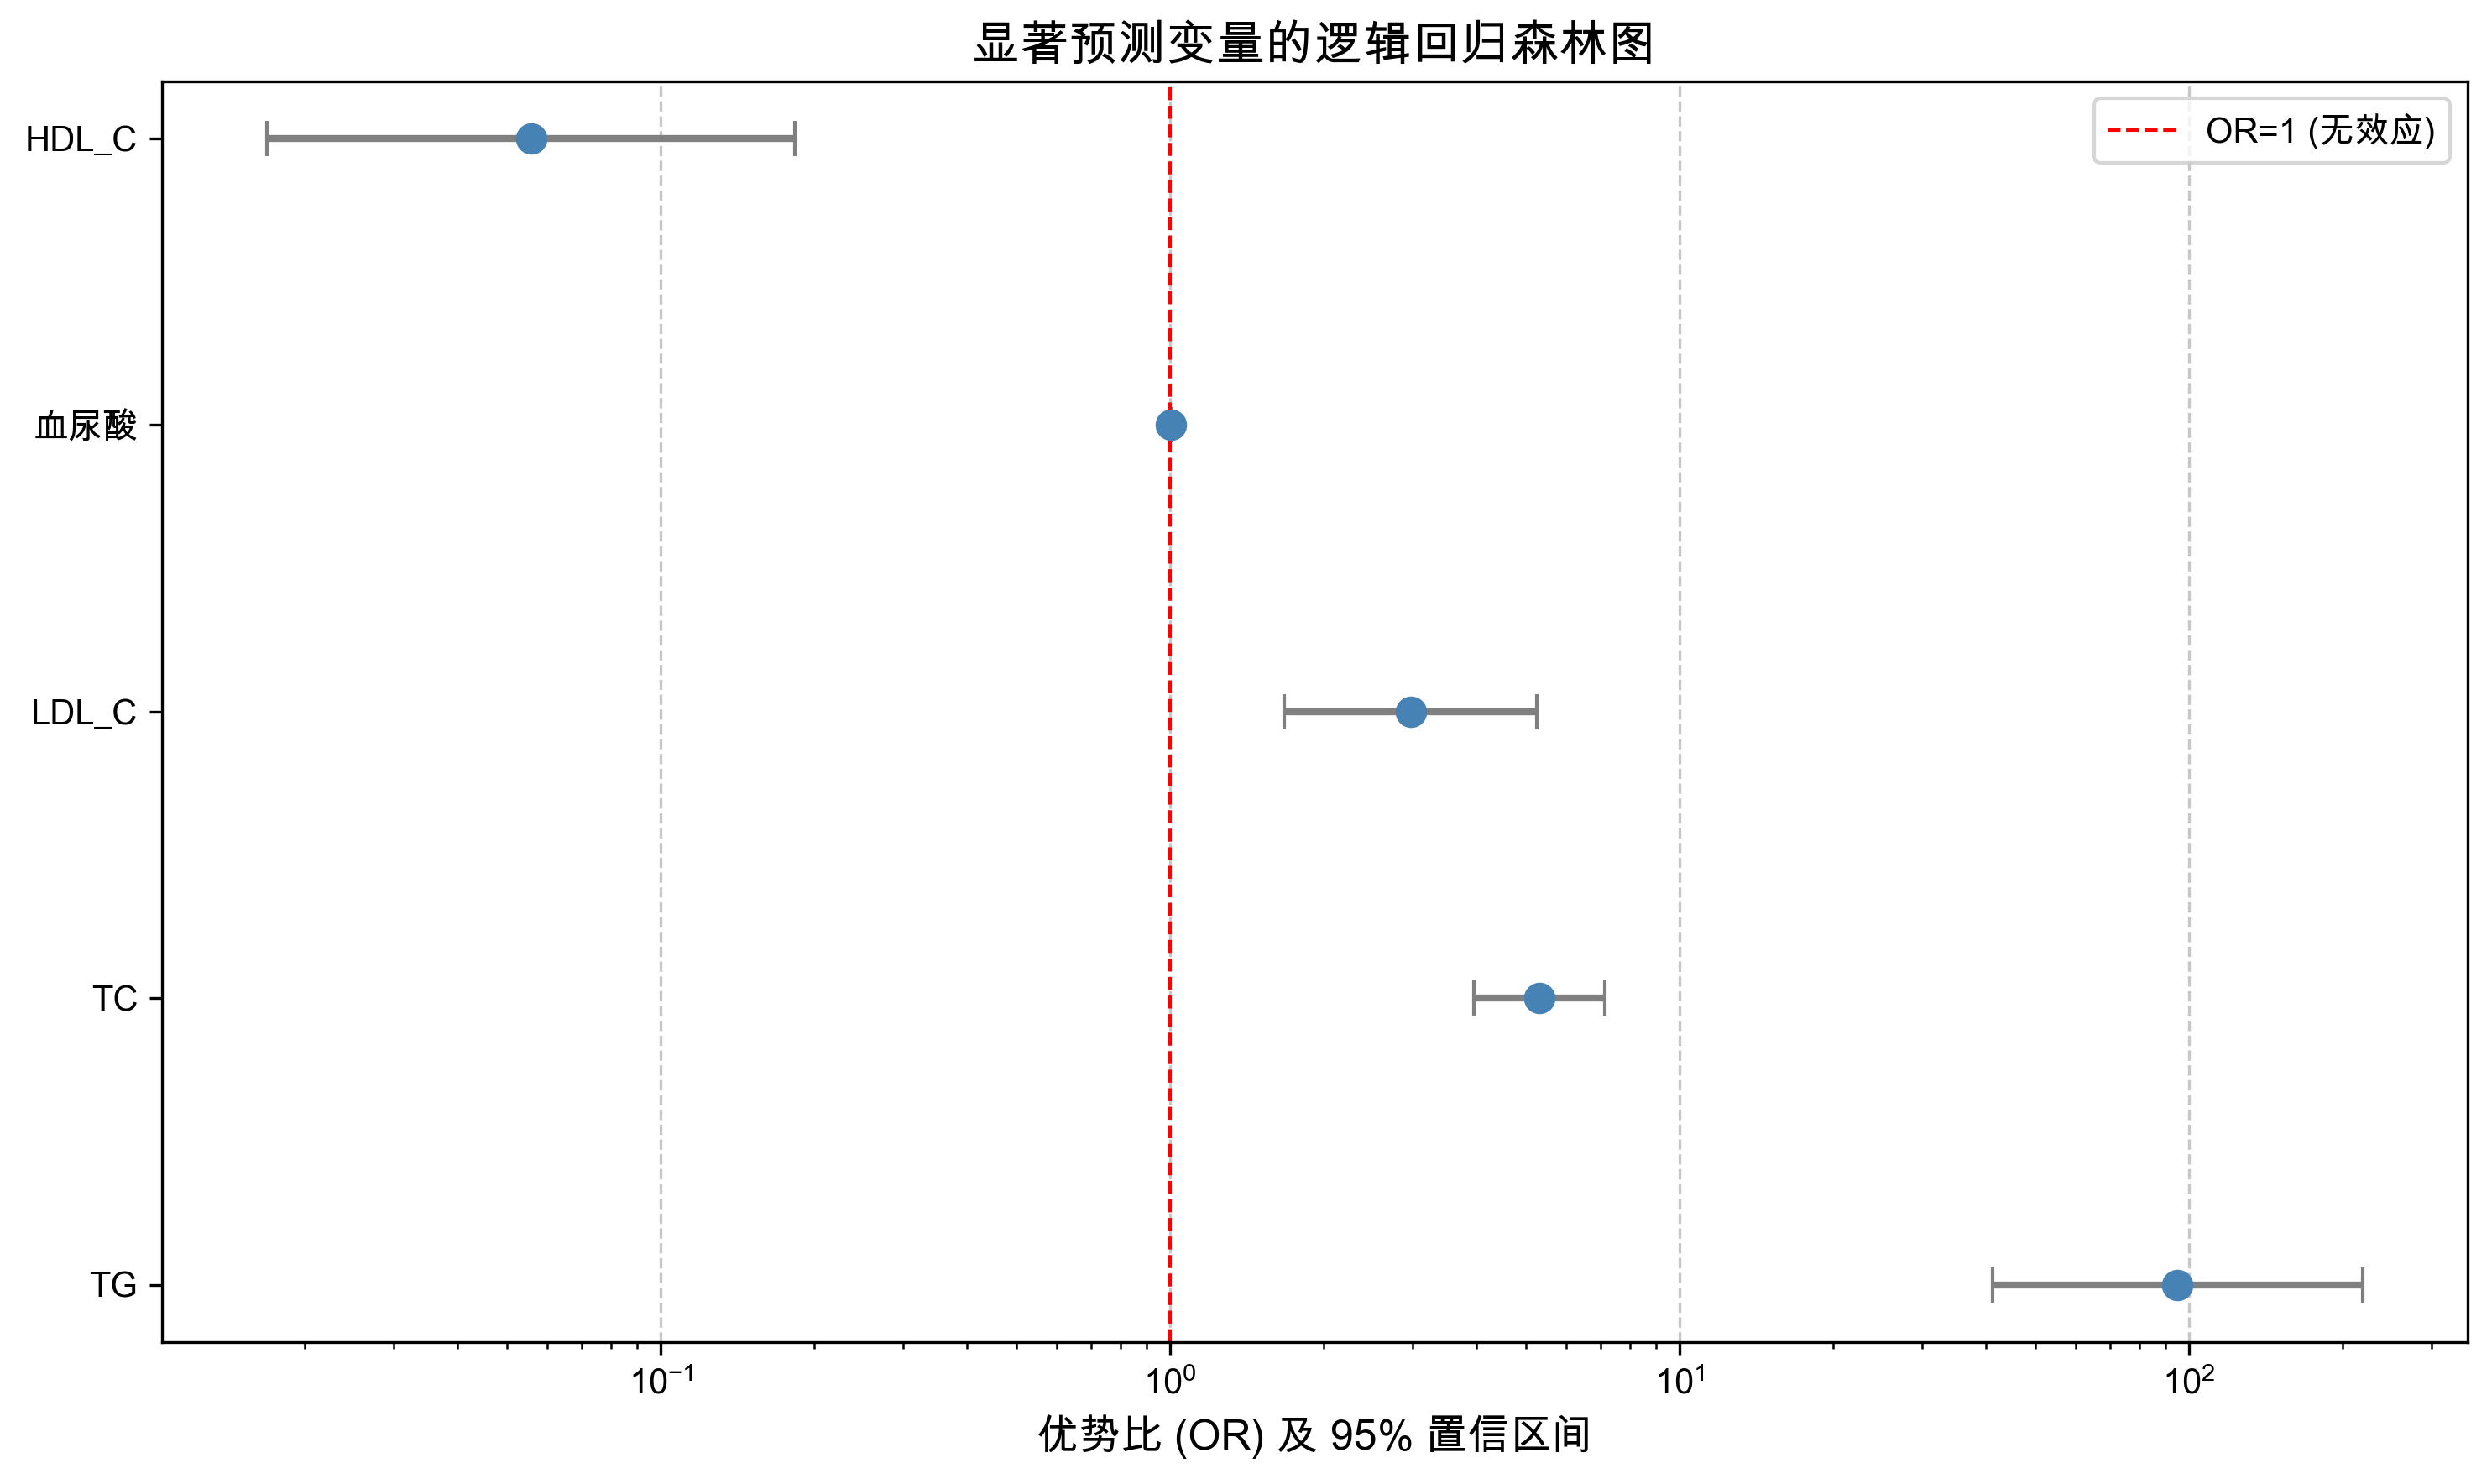 显著预测变量的逻辑回归森林图
OR=1 (无效应)
HDL_C
血尿酸
LDL_C
TC
TG
10⁻¹ 10⁰ 10¹ 10²
优势比 (OR) 及 95% 置信区间